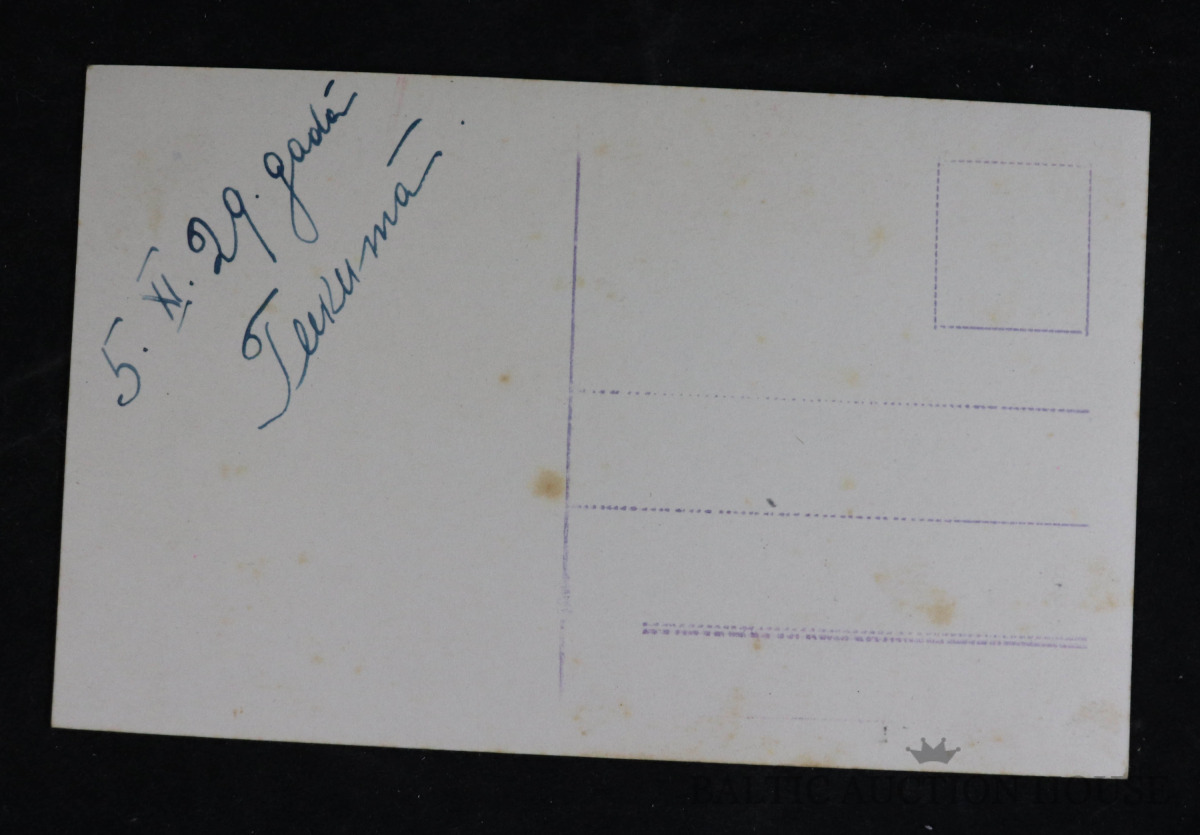 5. XI. 29. gadā
Tukumā
BALTIC AUCTION HOUSE